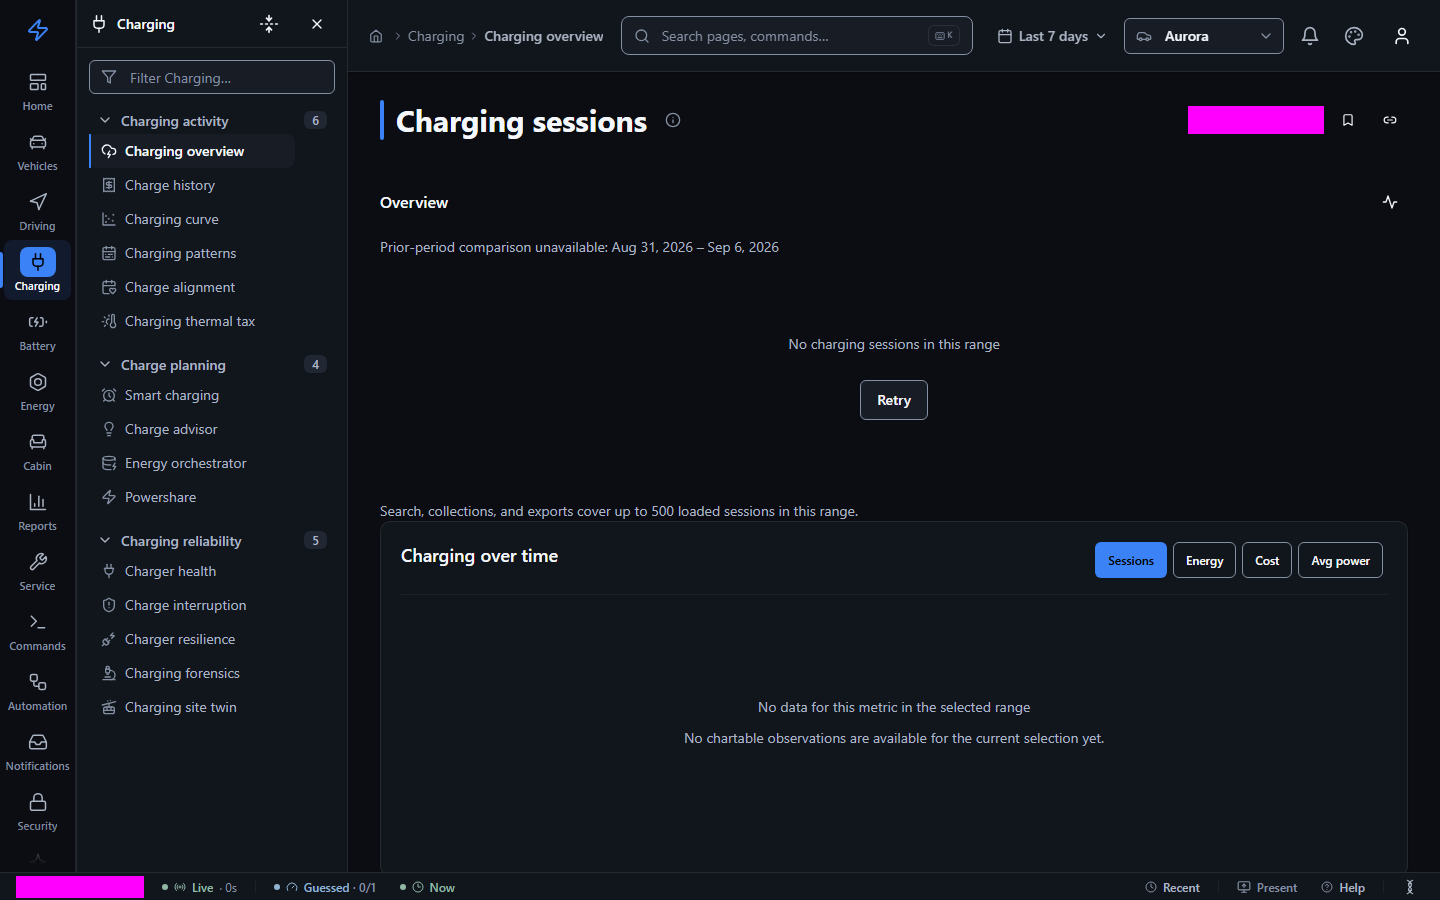 Home
Vehicles
Driving
Charging
Battery
Energy
Cabin
Reports
Service
Commands
Automation
Notifications
Security
Charging
Filter Charging...
Charging activity 6
Charging overview
Charge history
Charging curve
Charging patterns
Charge alignment
Charging thermal tax
Charge planning 4
Smart charging
Charge advisor
Energy orchestrator
Powershare
Charging reliability 5
Charger health
Charge interruption
Charger resilience
Charging forensics
Charging site twin
Charging Charging overview
Search pages, commands... K
Last 7 days
Aurora
Charging sessions
Overview
Prior-period comparison unavailable: Aug 31, 2026 – Sep 6, 2026
No charging sessions in this range
Retry
Search, collections, and exports cover up to 500 loaded sessions in this range.
Charging over time
Sessions Energy Cost Avg power
No data for this metric in the selected range
No chartable observations are available for the current selection yet.
Live · 0s Guessed · 0/1 Now
Recent Present Help